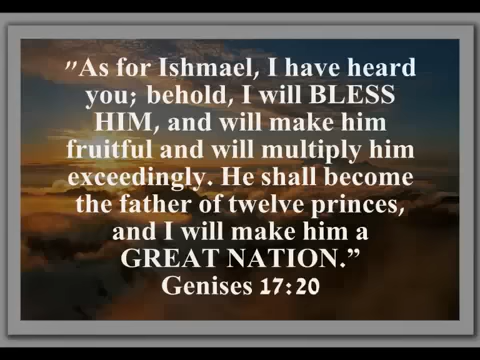 "As for Ishmael, I have heard
you; behold, I will BLESS
HIM, and will make him
fruitful and will multiply him
exceedingly. He shall become
the father of twelve princes,
and I will make him a
GREAT NATION.”
Genises 17:20